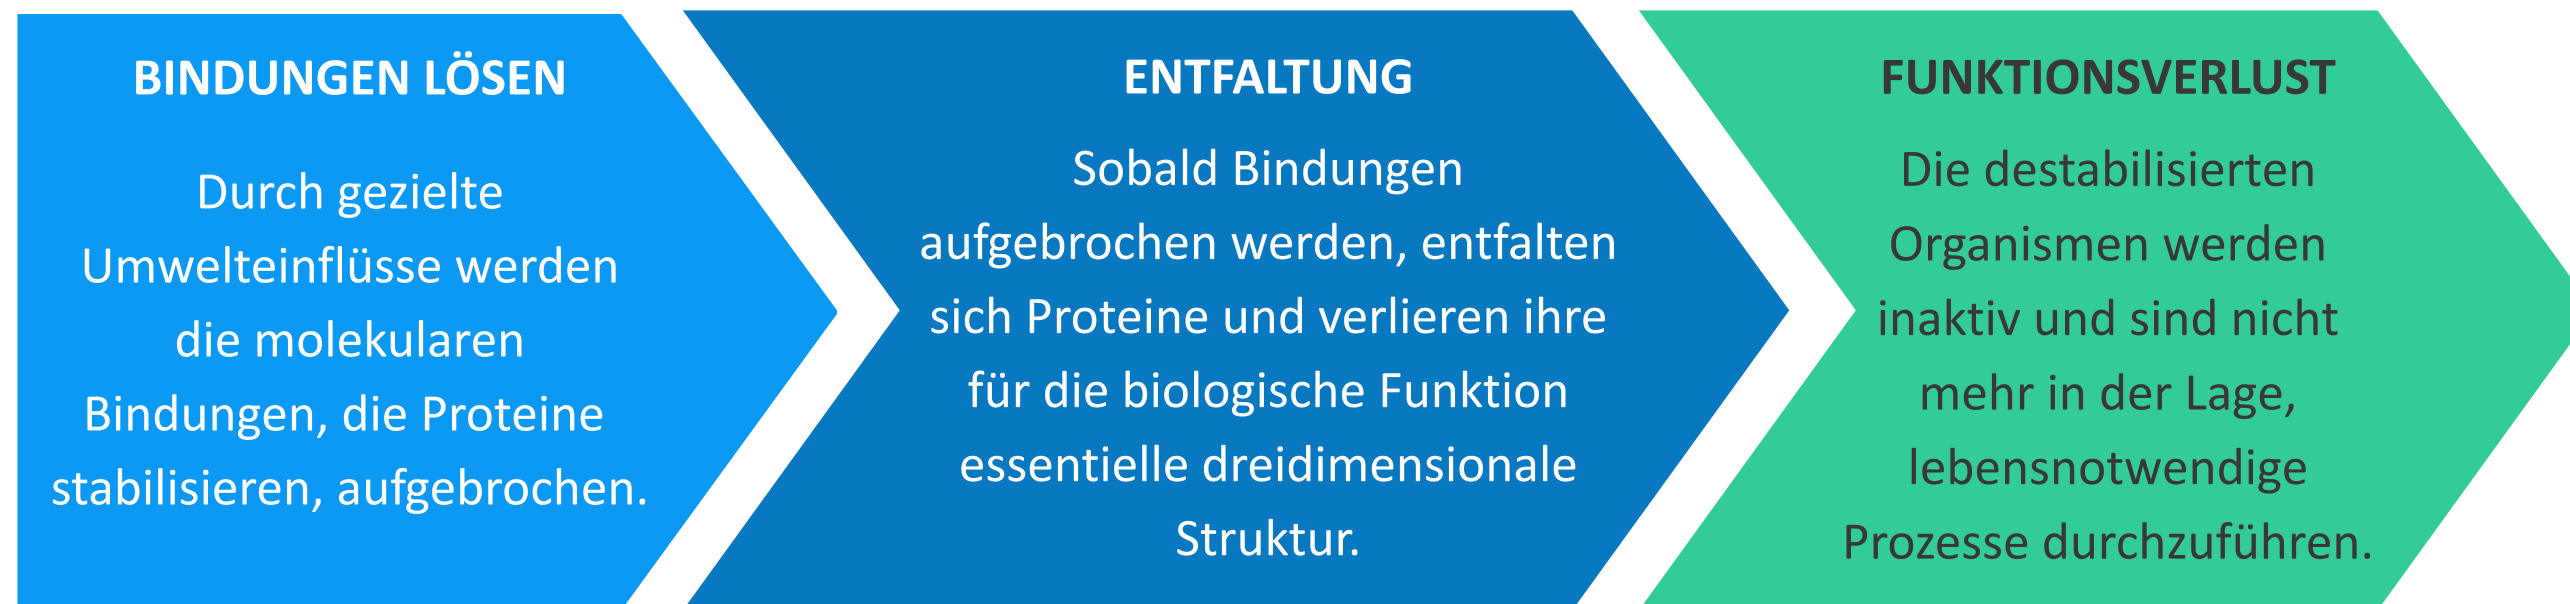 BINDUNGEN LÖSEN
Durch gezielte
Umwelteinflüsse werden
die molekularen
Bindungen, die Proteine
stabilisieren, aufgebrochen.
ENTFALTUNG
Sobald Bindungen
aufgebrochen werden, entfalten
sich Proteine und verlieren ihre
für die biologische Funktion
essentielle dreidimensionale
Struktur.
FUNKTIONSVERLUST
Die destabilisierten
Organismen werden
inaktiv und sind nicht
mehr in der Lage,
lebensnotwendige
Prozesse durchzuführen.